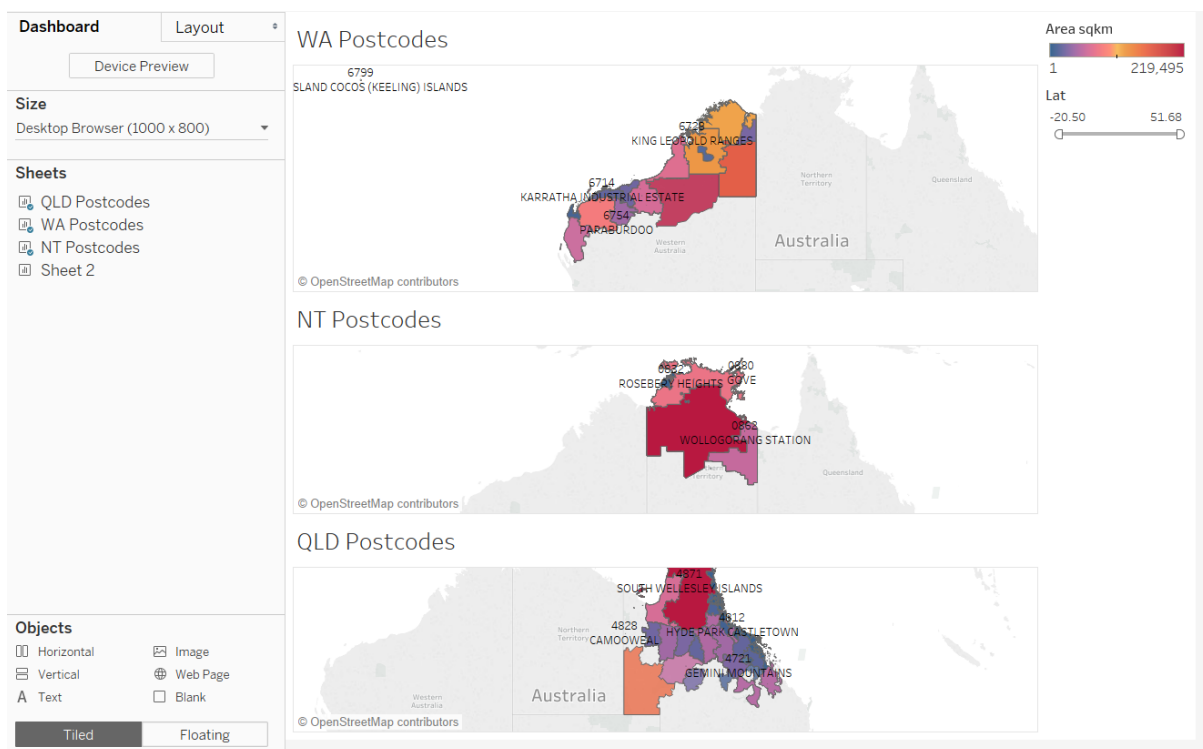 Dashboard
Layout
Device Preview
Size
Desktop Browser (1000 x 800)
Sheets
QLD Postcodes
WA Postcodes
NT Postcodes
Sheet 2
Objects
Horizontal
Image
Vertical
Web Page
Text
Blank
Tiled
Floating
WA Postcodes
6799
SLAND COCOS (KEELING) ISLANDS
KING LEOPOLD RANGES
6714
KARRATHA INDUSTRIAL ESTATE
6754
PARABURDOO
Northern
Territory
Queensland
Western
Australia
Australia
© OpenStreetMap contributors
NT Postcodes
0832
0880
ROSEBERY HEIGHTS
GOVE
0862
WOLLOGORANG STATION
Territory
Queensland
© OpenStreetMap contributors
QLD Postcodes
4871
SOUTH WELLESLEY ISLANDS
4828
4812
CAMOOWEAL
HYDE PARK CASTLETOWN
4721
GEMINI MOUNTAINS
Northern
Territory
Western
Australia
Australia
© OpenStreetMap contributors
Area sqkm
1
219,495
Lat
-20.50
51.68